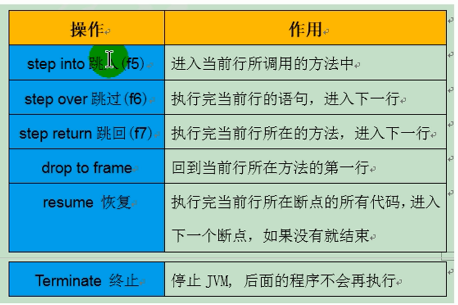 操作 作用
step into 跳入(f5) 进入当前行所调用的方法中
step over 跳过(f6) 执行完当前行的语句，进入下一行
step return 跳回(f7) 执行完当前行所在的方法，进入下一行
drop to frame 回到当前行所在方法的第一行
resume 恢复 执行完当前行所在断点的所有代码，进入
下一个断点，如果没有就结束
Terminate 终止 停止 JVM, 后面的程序不会再执行